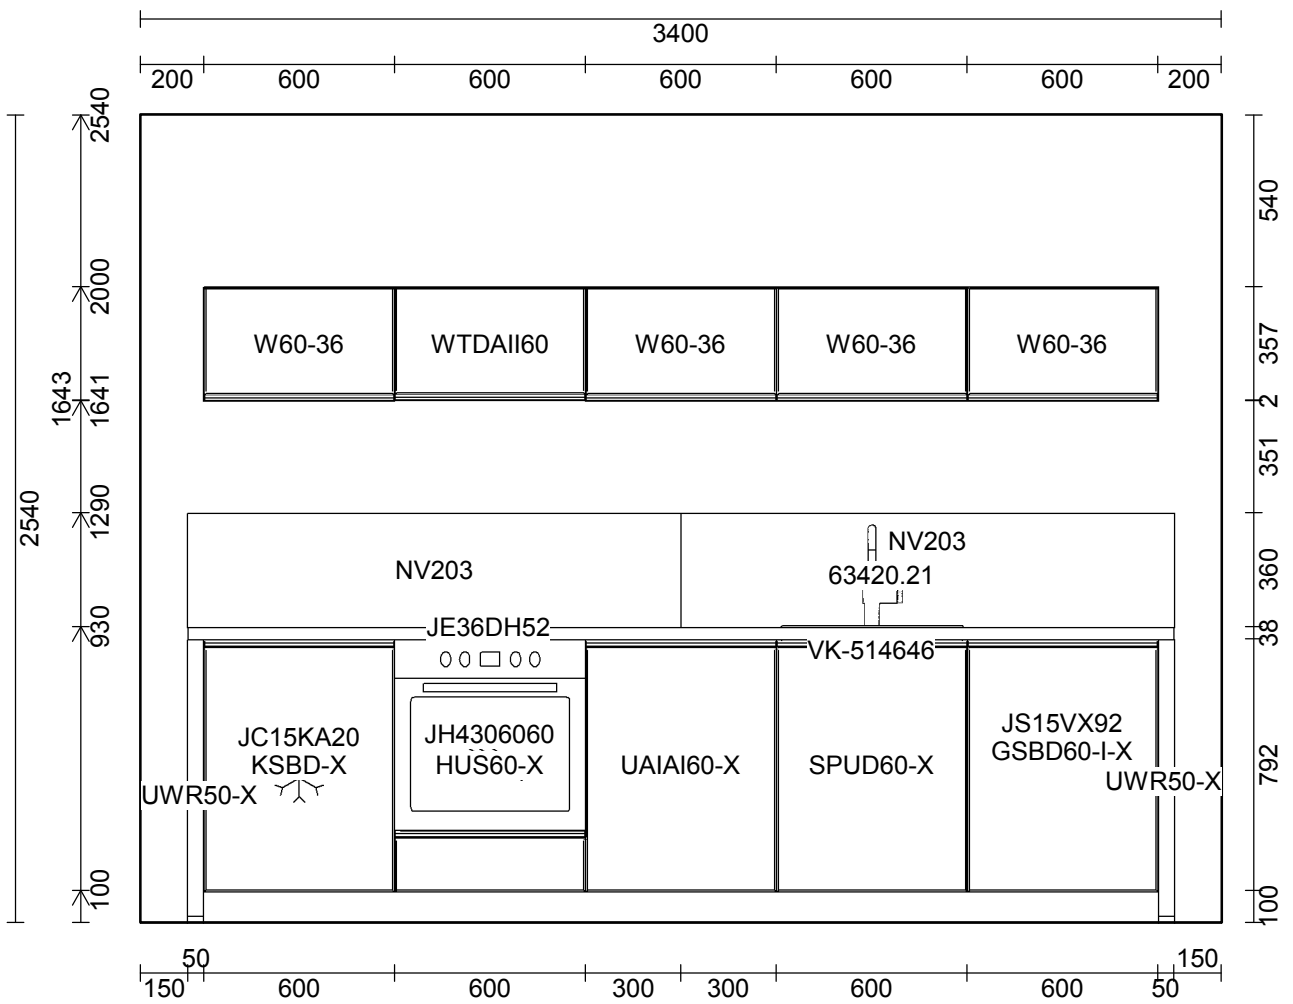 3400
200 600 600 600 600 600 200
2540
2000
1643
1641
1290
2540
930
100
540
357
2
351
360
38
792
100
W60-36 WTDAII60 W60-36 W60-36 W60-36
NV203
NV203
63420.21
JE36DH52
VK-514646
JC15KA20
KSBD-X
JH4306060
HUS60-X
UAIAI60-X
SPUD60-X
JS15VX92
GSBD60-I-X
UWR50-X
UWR50-X
50 150
150 600 600 300 300 600 600 50